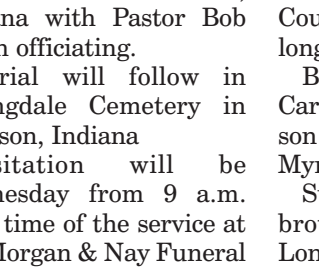 na with Pastor Bob
officiating.
rial will follow in
ngdale Cemetery in
son, Indiana
sitation will be
nesday from 9 a.m.
time of the service at
Morgan & Nay Funeral
Cou
long
B
Car
son
Myr
S
brou
Lon